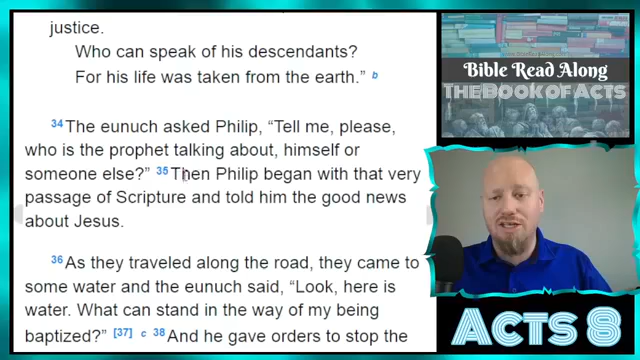 justice.
Who can speak of his descendants?
For his life was taken from the earth.” b
34 The eunuch asked Philip, “Tell me, please,
who is the prophet talking about, himself or
someone else?” 35 Then Philip began with that very
passage of Scripture and told him the good news
about Jesus.
36 As they traveled along the road, they came to
some water and the eunuch said, “Look, here is
water. What can stand in the way of my being
baptized?” [37] c 38 And he gave orders to stop the
Bible Read Along
THE BOOK OF ACTS
ACTS 8